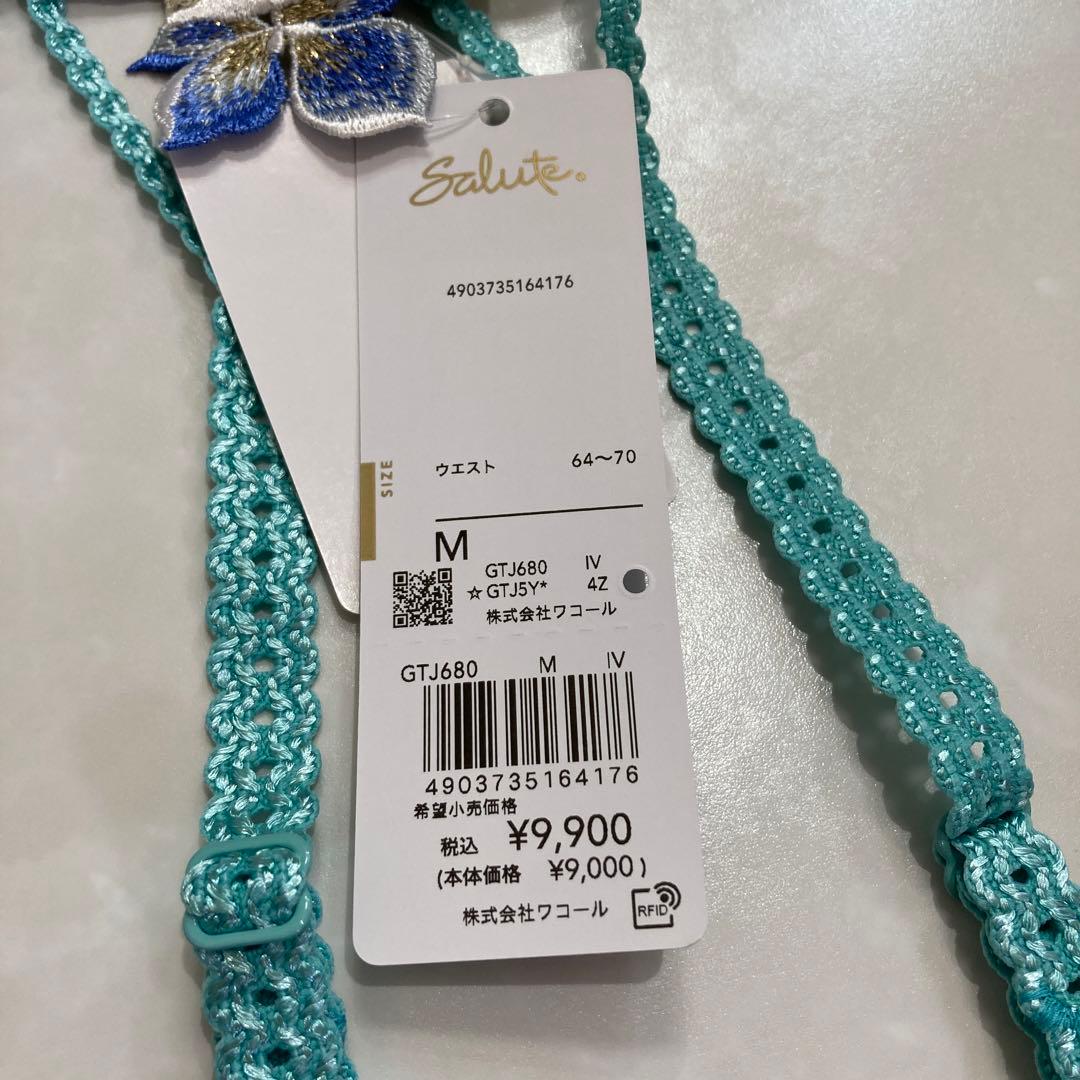 Salute.
4903735164176
SIZE
ウエスト 64～70
M
GTJ680 IV
☆GTJ5Y* 4Z
株式会社ワコール
GTJ680 M IV
4903735164176
希望小売価格
税込 ¥9,900
(本体価格 ¥9,000)
株式会社ワコール
RFID